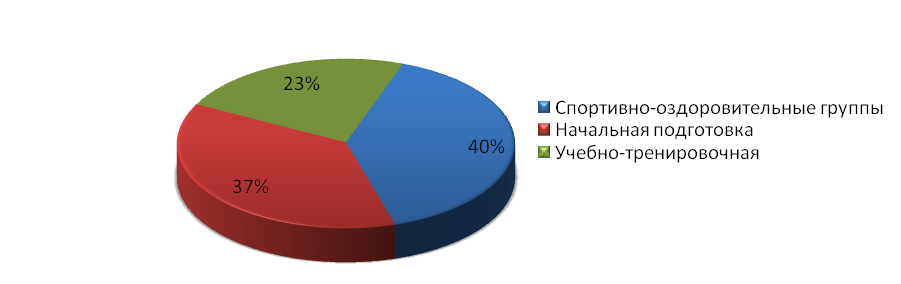 23%
40%
37%
Спортивно-оздоровительные группы
Начальная подготовка
Учебно-тренировочная